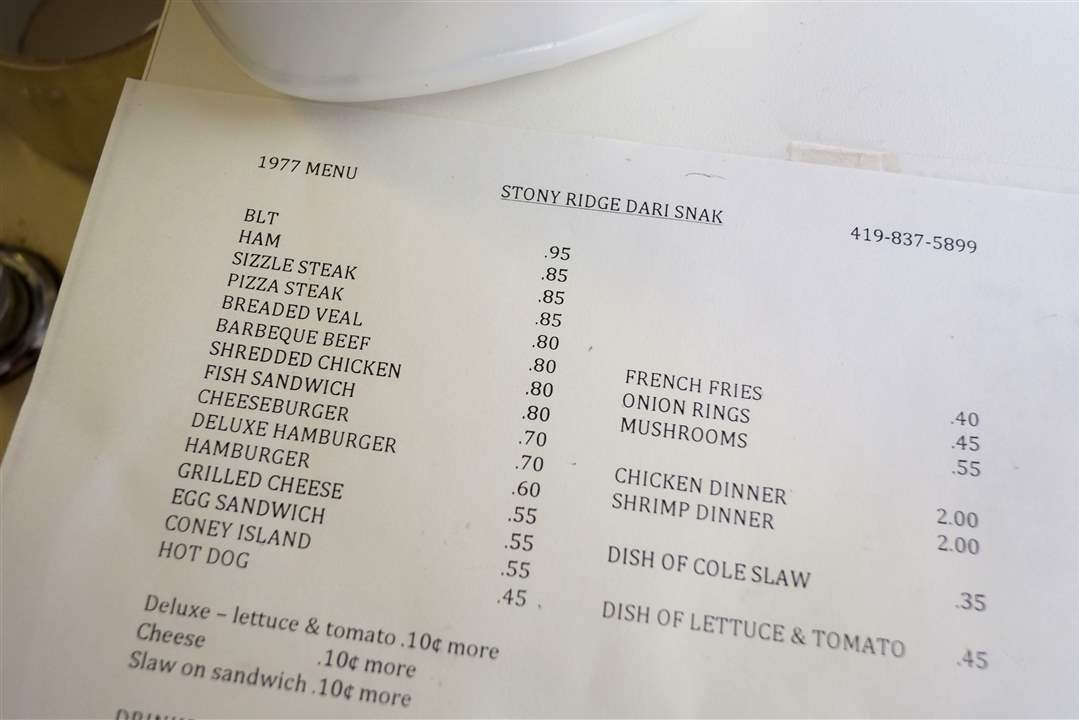 1977 MENU
STONY RIDGE DARI SNAK
419-837-5899
BLT .95
HAM .85
SIZZLE STEAK .85
PIZZA STEAK .85
BREADED VEAL .80
BARBEQUE BEEF .80
SHREDDED CHICKEN .80
FISH SANDWICH .80
CHEESEBURGER .70
DELUXE HAMBURGER .70
HAMBURGER .60
GRILLED CHEESE .55
EGG SANDWICH .55
CONEY ISLAND .55
HOT DOG .45
Deluxe – lettuce & tomato .10¢ more
Cheese .10¢ more
Slaw on sandwich .10¢ more
FRENCH FRIES .40
ONION RINGS .45
MUSHROOMS .55
CHICKEN DINNER 2.00
SHRIMP DINNER 2.00
DISH OF COLE SLAW .35
DISH OF LETTUCE & TOMATO .45